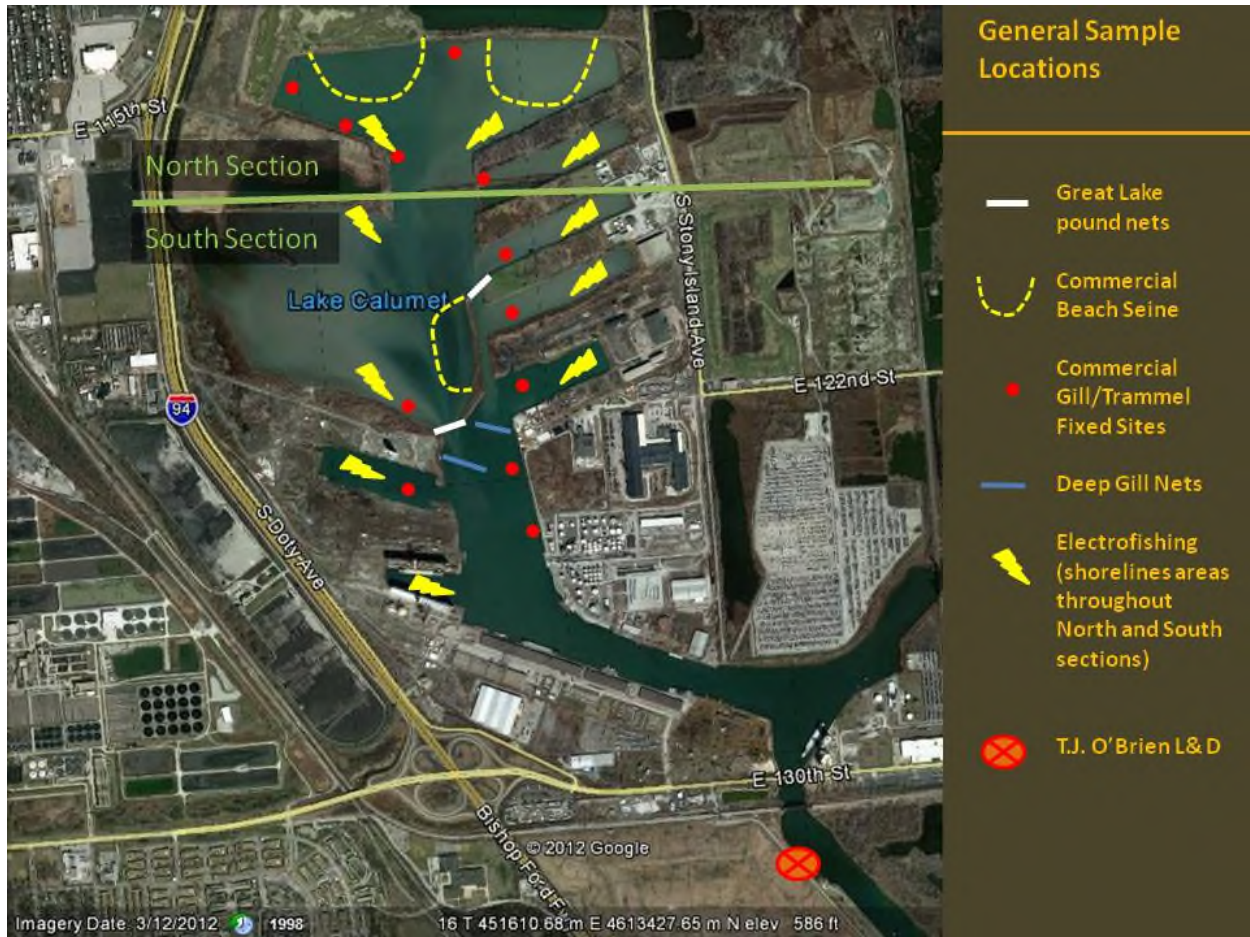 General Sample
Locations
E 115th St
North Section
South Section
S Stony Island Ave
Lake Calumet
E 122nd St
94
S Doty Ave
E 130th St
© 2012 Google
Imagery Date: 3/12/2012
1998
16 T 451610.68 m E 4613427.65 m N elev 586 ft
Great Lake
pound nets
Commercial
Beach Seine
Commercial
Gill/Trammel
Fixed Sites
Deep Gill Nets
Electrofishing
(shorelines areas
throughout
North and South
sections)
T.J. O'Brien L& D
Bishop Ford